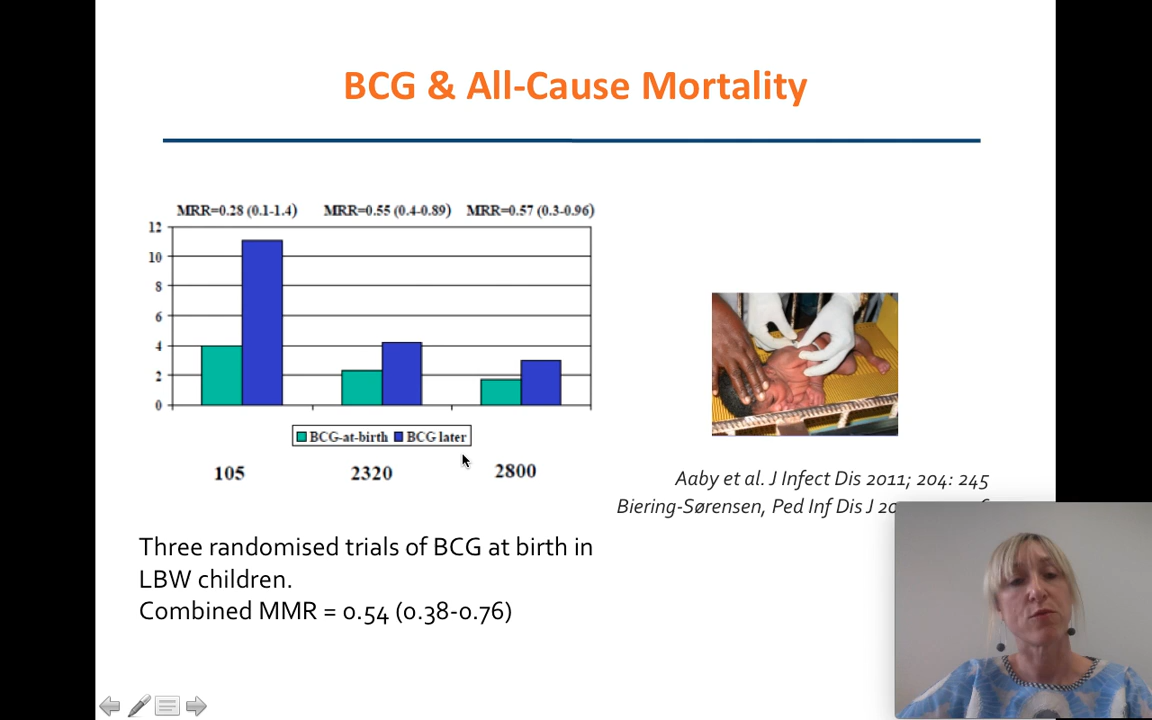 BCG & All-Cause Mortality
MRR=0.28 (0.1-1.4) MRR=0.55 (0.4-0.89) MRR=0.57 (0.3-0.96)
12
10
8
6
4
2
0
BCG-at-birth BCG later
105 2320 2800
Aaby et al. J Infect Dis 2011; 204: 245
Biering-Sørensen, Ped Inf Dis J
Three randomised trials of BCG at birth in
LBW children.
Combined MMR = 0.54 (0.38-0.76)